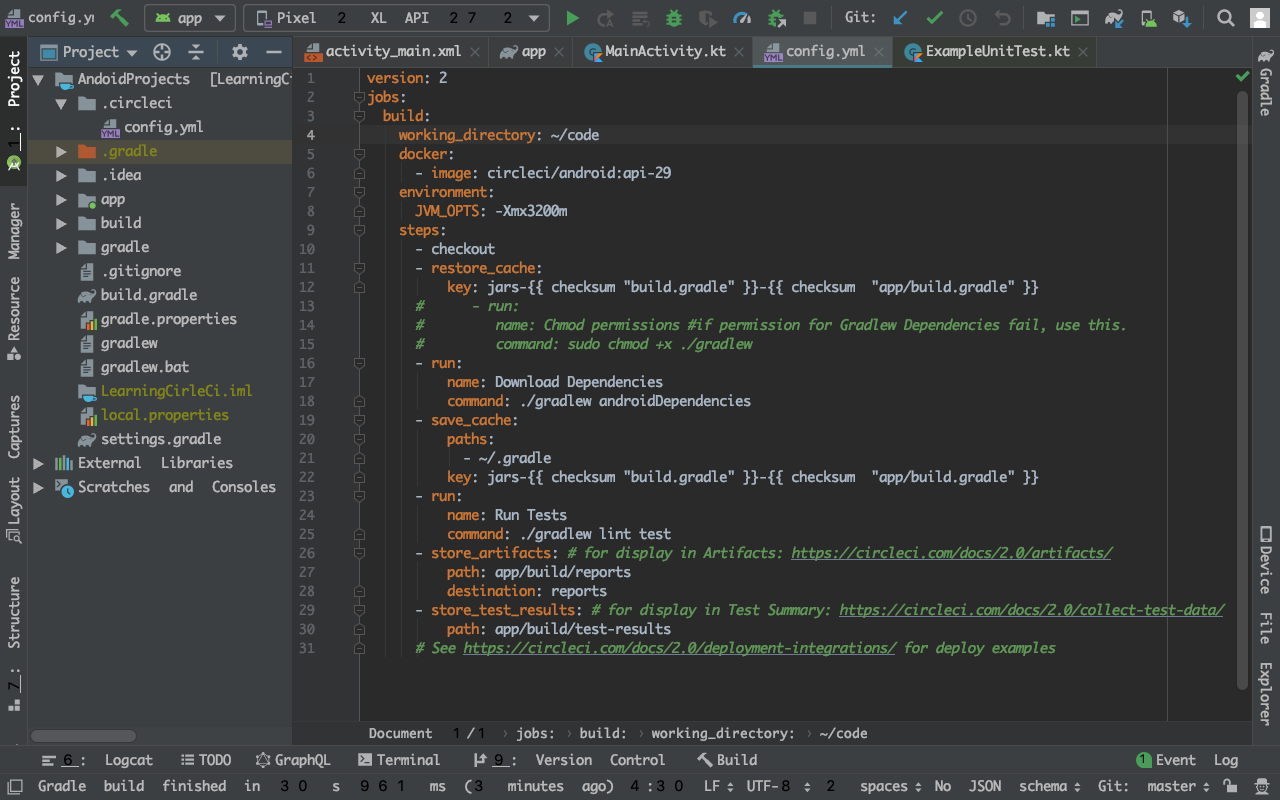 config.yml app Pixel 2 XL API 27 2 Git:
Project activity_main.xml app MainActivity.kt config.yml ExampleUnitTest.kt
1: Project
Manager
Resource
Captures
Layout
Structure
7:
AndoidProjects [LearningCi
.circleci
config.yml
.gradle
.idea
app
build
gradle
.gitignore
build.gradle
gradle.properties
gradlew
gradlew.bat
LearningCirleCi.iml
local.properties
settings.gradle
External Libraries
Scratches and Consoles
1 version: 2
2 jobs:
3 build:
4 working_directory: ~/code
5 docker:
6 - image: circleci/android:api-29
7 environment:
8 JVM_OPTS: -Xmx3200m
9 steps:
10 - checkout
11 - restore_cache:
12 key: jars-{{ checksum "build.gradle" }}-{{ checksum  "app/build.gradle" }}
13 # - run:
14 # name: Chmod permissions #if permission for Gradlew Dependencies fail, use this.
15 # command: sudo chmod +x ./gradlew
16 - run:
17 name: Download Dependencies
18 command: ./gradlew androidDependencies
19 - save_cache:
20 paths:
21 - ~/.gradle
22 key: jars-{{ checksum "build.gradle" }}-{{ checksum  "app/build.gradle" }}
23 - run:
24 name: Run Tests
25 command: ./gradlew lint test
26 - store_artifacts: # for display in Artifacts: https://circleci.com/docs/2.0/artifacts/
27 path: app/build/reports
28 destination: reports
29 - store_test_results: # for display in Test Summary: https://circleci.com/docs/2.0/collect-test-data/
30 path: app/build/test-results
31 # See https://circleci.com/docs/2.0/deployment-integrations/ for deploy examples
Gradle
Device File Explorer
Document 1/1 › jobs: › build: › working_directory: › ~/code
6: Logcat TODO GraphQL Terminal 9: Version Control Build 1 Event Log
Gradle build finished in 30 s 961 ms (3 minutes ago) 4:30 LF UTF-8 2 spaces No JSON schema Git: master